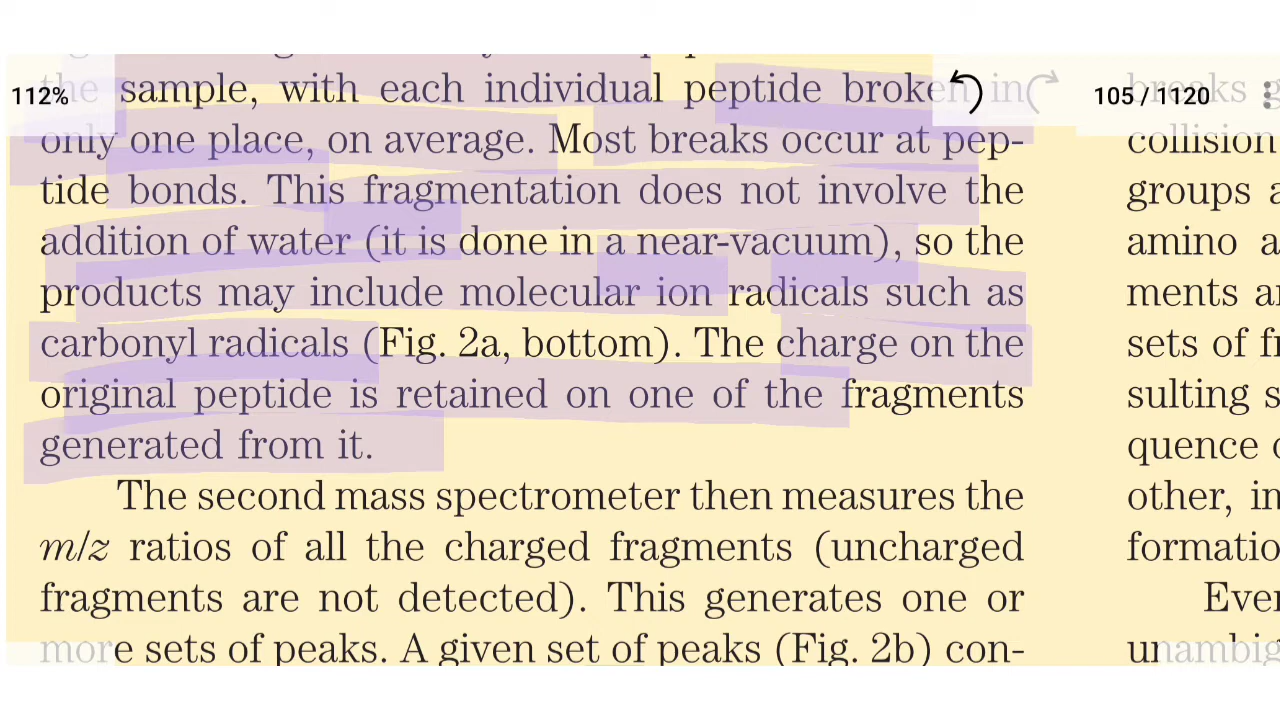 112%
105 / 1120
the sample, with each individual peptide broken in
only one place, on average. Most breaks occur at pep-
tide bonds. This fragmentation does not involve the
addition of water (it is done in a near-vacuum), so the
products may include molecular ion radicals such as
carbonyl radicals (Fig. 2a, bottom). The charge on the
original peptide is retained on one of the fragments
generated from it.
The second mass spectrometer then measures the
m/z ratios of all the charged fragments (uncharged
fragments are not detected). This generates one or
more sets of peaks. A given set of peaks (Fig. 2b) con-
breaks
collision
groups
amino
ments
sets of
sulting
quence
other,
Even